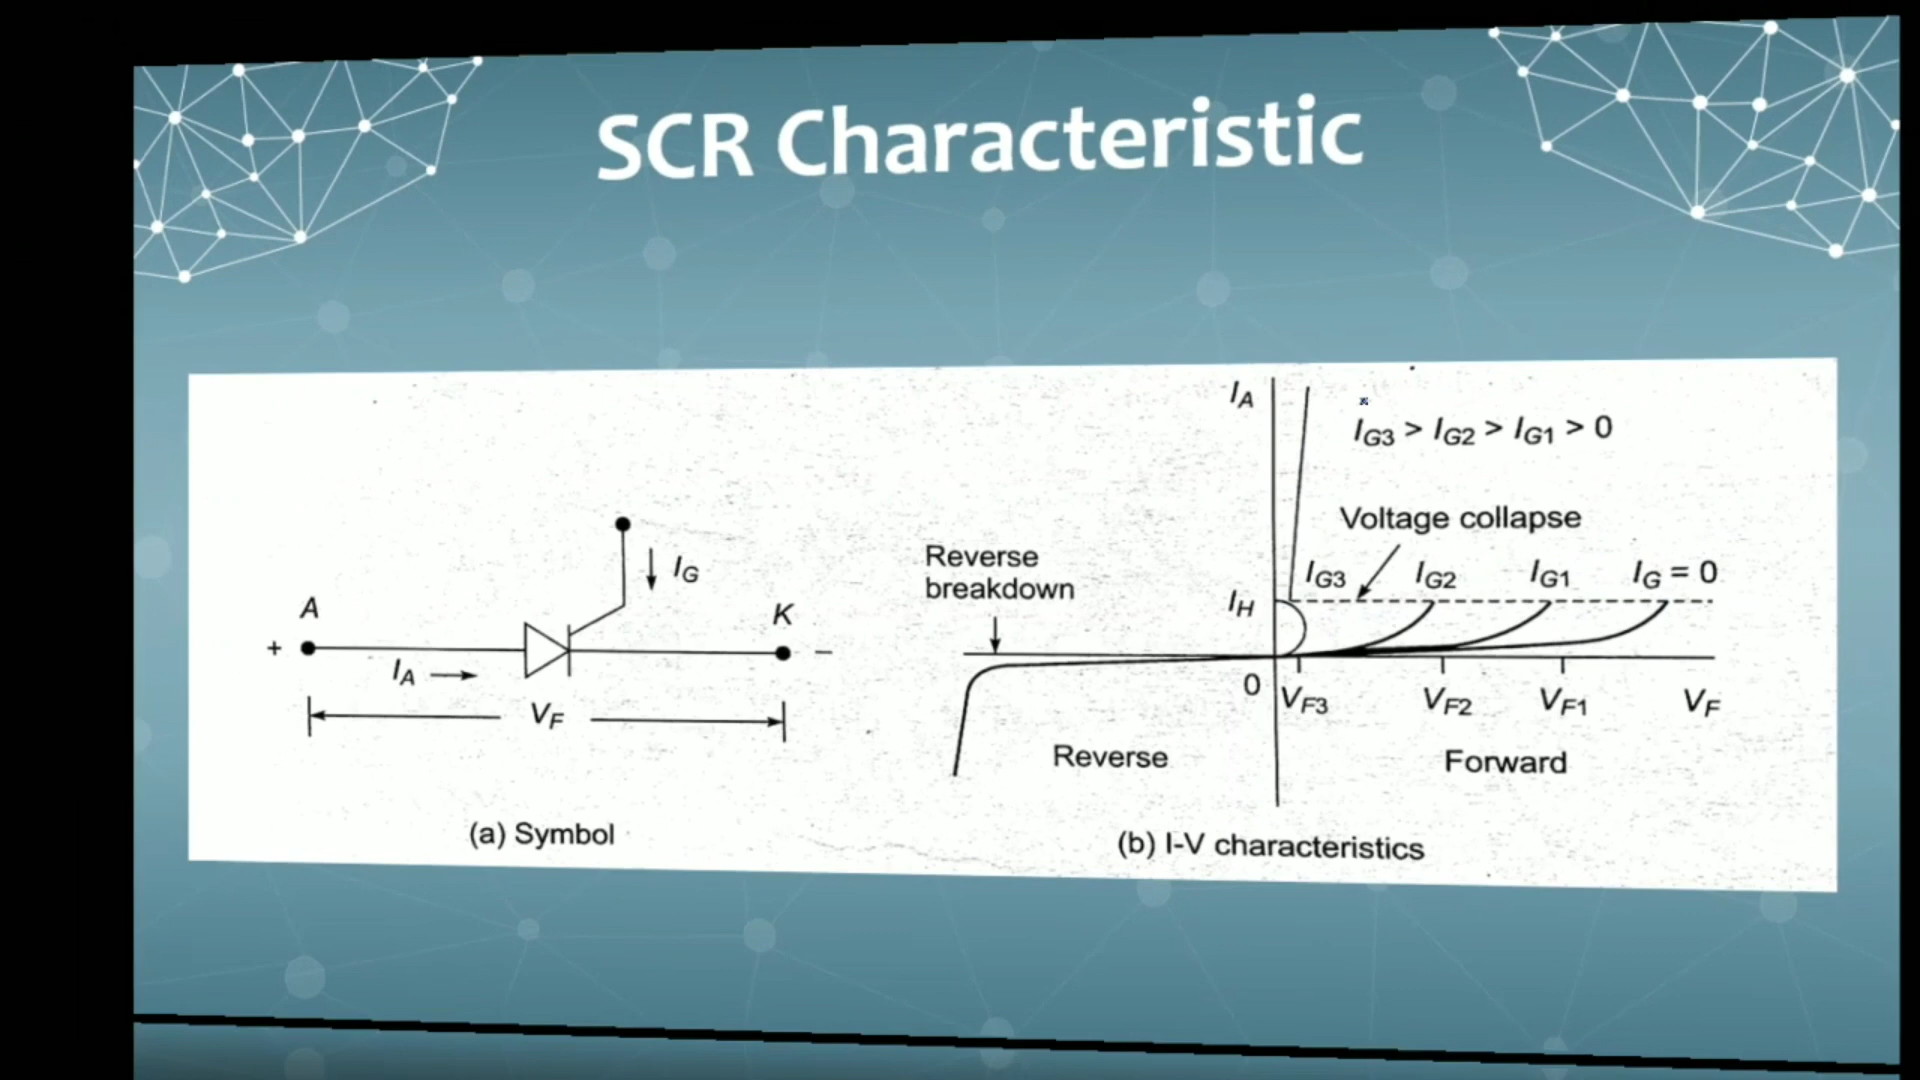 SCR Characteristic
A
K
+
−
I_G
I_A
V_F
(a) Symbol
I_A
I_G3 > I_G2 > I_G1 > 0
Voltage collapse
Reverse
breakdown
I_G3
I_G2
I_G1
I_G = 0
I_H
0
V_F3
V_F2
V_F1
V_F
Reverse
Forward
(b) I-V characteristics